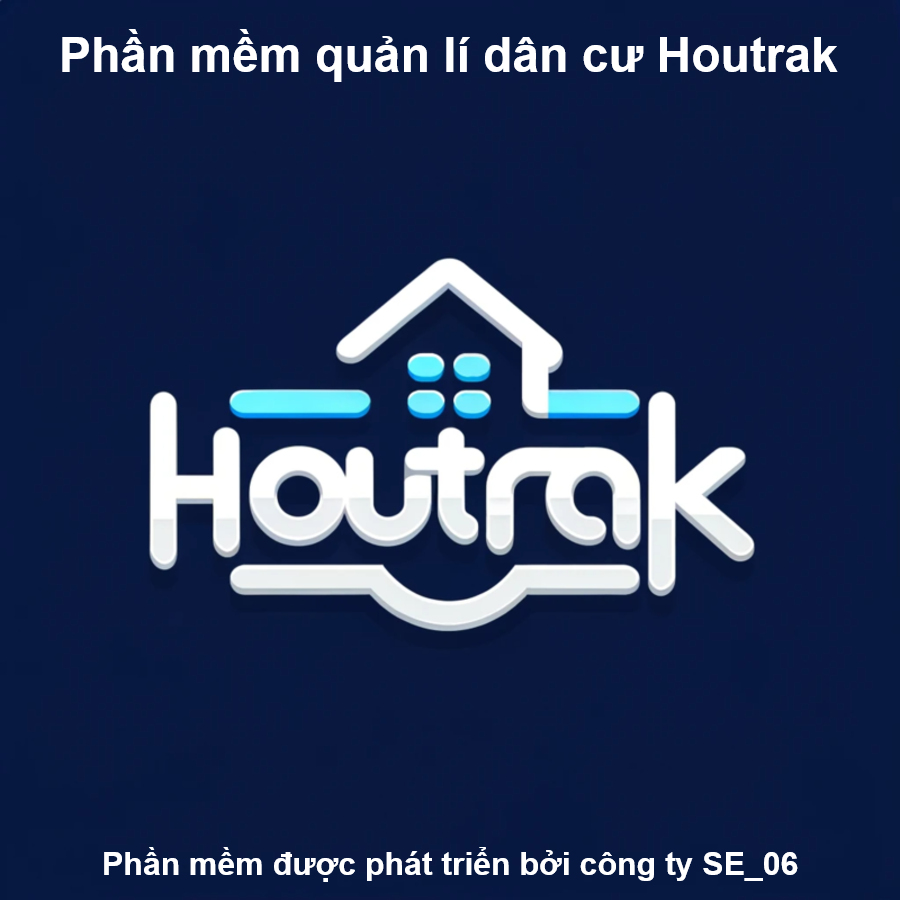 Phần mềm quản lí dân cư Houtrak
Houtrak
Phần mềm được phát triển bởi công ty SE_06